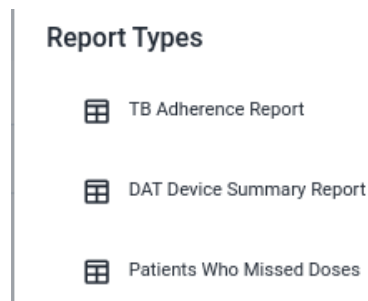 Report Types
TB Adherence Report
DAT Device Summary Report
Patients Who Missed Doses